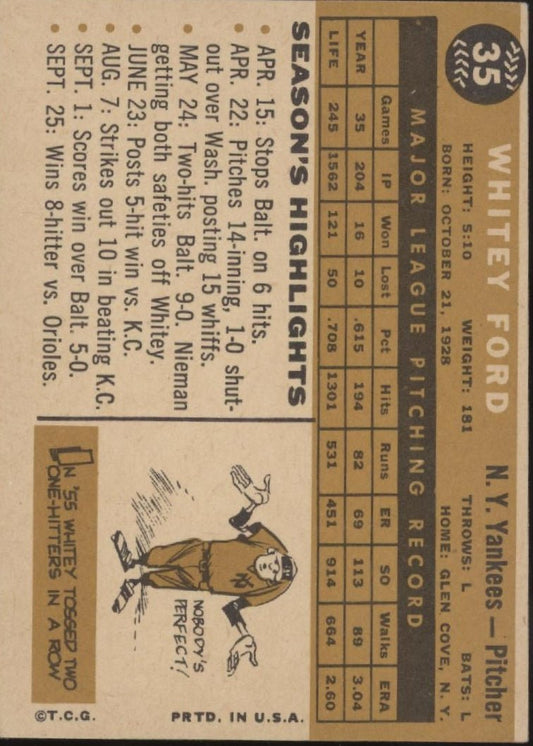 35
WHITEY FORD
N. Y. Yankees — Pitcher
HEIGHT: 5:10 WEIGHT: 181 THROWS: L BATS: L
BORN: OCTOBER 21, 1928 HOME: GLEN COVE, N. Y.
MAJOR LEAGUE PITCHING RECORD
Games IP Won Lost Pct Hits Runs ER SO Walks ERA
YEAR 35 204 16 10 .615 194 82 69 113 89 3.04
LIFE 245 1562 121 50 .708 1301 531 451 914 664 2.60
SEASON'S HIGHLIGHTS
• APR. 15: Stops Balt. on 6 hits.
• APR. 22: Pitches 14-inning, 1-0 shut-
out over Wash. posting 15 whiffs.
• MAY 24: Two-hits Balt. 9-0. Nieman
getting both safeties off Whitey.
• JUNE 23: Posts 5-hit win vs. K.C.
• AUG. 7: Strikes out 10 in beating K.C.
• SEPT. 1: Scores win over Balt. 5-0.
• SEPT. 25: Wins 8-hitter vs. Orioles.
NY
NOBODY'S
PERFECT!
IN '55 WHITEY TOSSED TWO
ONE-HITTERS IN A ROW
©T.C.G. PRTD. IN U.S.A.